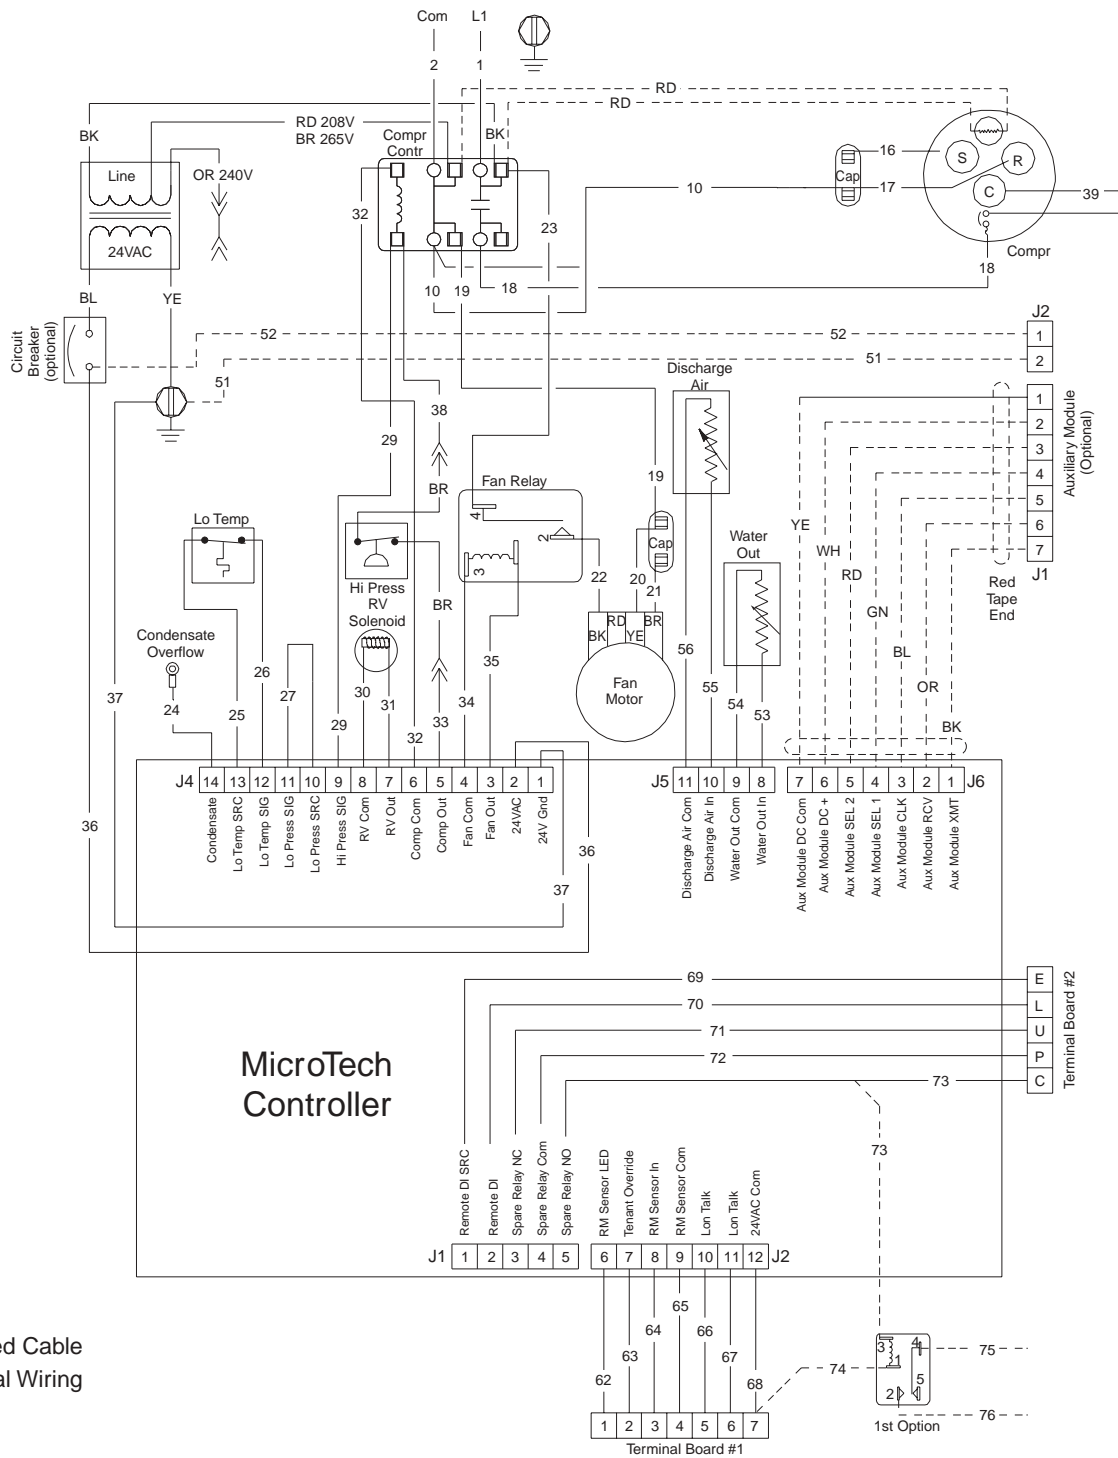 Com L1
2 1
RD
RD
BK
RD 208V
BR 265V
Compr
Contr
BK
Line
OR 240V
24VAC
32
23
16
Cap
17
10
S
R
C
39
Compr
18
BL
YE
10 19 18
Circuit
Breaker
(optional)
52
52
51
51
J2
1
2
Discharge
Air
38
29
BR
19
Fan Relay
4
2
3
Lo Temp
Hi Press
RV
Solenoid
BR
22
20
Cap
21
BK RD YE BR
Fan
Motor
Water
Out
1
2
3
4
5
6
7
J1
Auxiliary Module
(Optional)
Red
Tape
End
YE
WH
RD
GN
BL
OR
BK
Condensate
Overflow
37
24
25
26
27
29
30
31
32
33
34
35
56
55
54
53
J4 14 13 12 11 10 9 8 7 6 5 4 3 2 1
Condensate
Lo Temp SRC
Lo Temp SIG
Lo Press SIG
Lo Press SRC
Hi Press SIG
RV Com
RV Out
Comp Com
Comp Out
Fan Com
Fan Out
24VAC
24V Gnd
J5 11 10 9 8
Discharge Air Com
Discharge Air In
Water Out Com
Water Out In
7 6 5 4 3 2 1 J6
Aux Module DC Com
Aux Module DC +
Aux Module SEL 2
Aux Module SEL 1
Aux Module CLK
Aux Module RCV
Aux Module XMT
36
36
37
69
70
71
72
73
E
L
U
P
C
Terminal Board #2
MicroTech
Controller
73
Remote DI SRC
Remote DI
Spare Relay NC
Spare Relay Com
Spare Relay NO
RM Sensor LED
Tenant Override
RM Sensor In
RM Sensor Com
Lon Talk
Lon Talk
24VAC Com
J1 1 2 3 4 5
6 7 8 9 10 11 12 J2
62
63
64
65
66
67
68
74
3
4
1
2
5
75
76
1st Option
1 2 3 4 5 6 7
Terminal Board #1
ed Cable
al Wiring